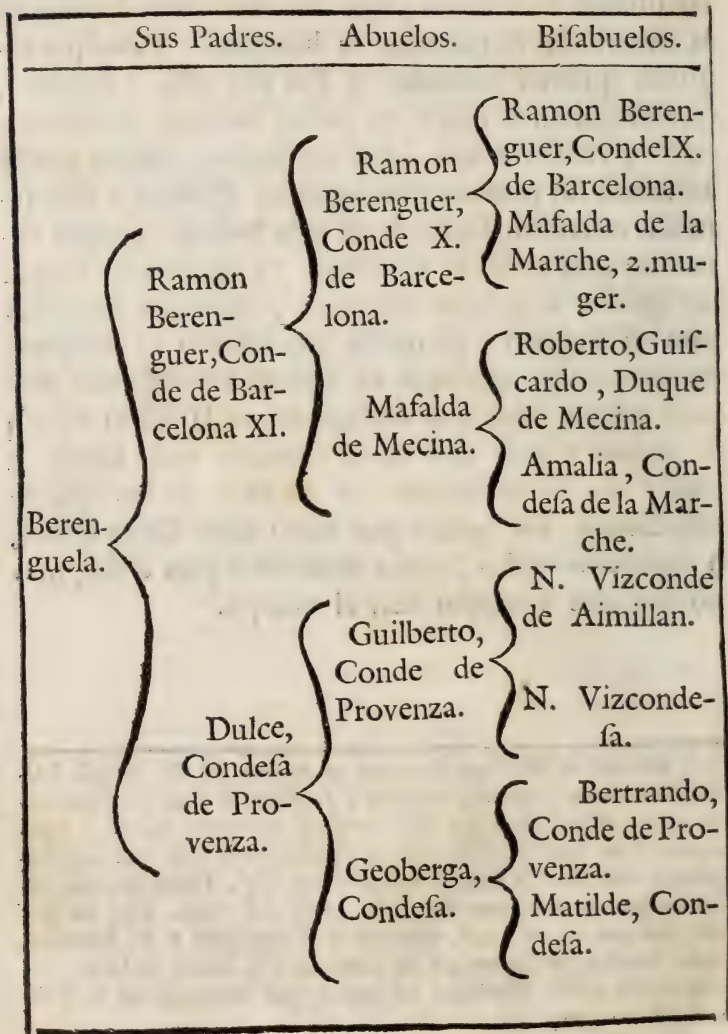 Sus Padres. Abuelos. Bisabuelos.
Beren-
guela.
Ramon
Beren-
guer,Con-
de de Bar-
celona XI.
Ramon
Berenguer,
Conde X.
de Barce-
lona.
Ramon Beren-
guer,CondeIX.
de Barcelona.
Mafalda de la
Marche, 2.mu-
ger.
Mafalda
de Mecina.
Roberto,Guiſ-
cardo , Duque
de Mecina.
Amalia , Con-
deſa de la Mar-
che.
Dulce,
Condeſa
de Pro-
venza.
Guilberto,
Conde de
Provenza.
N. Vizconde
de Aimillan.
N. Vizconde-
ſa.
Geoberga,
Condeſa.
Bertrando,
Conde de Pro-
venza.
Matilde, Con-
deſa.